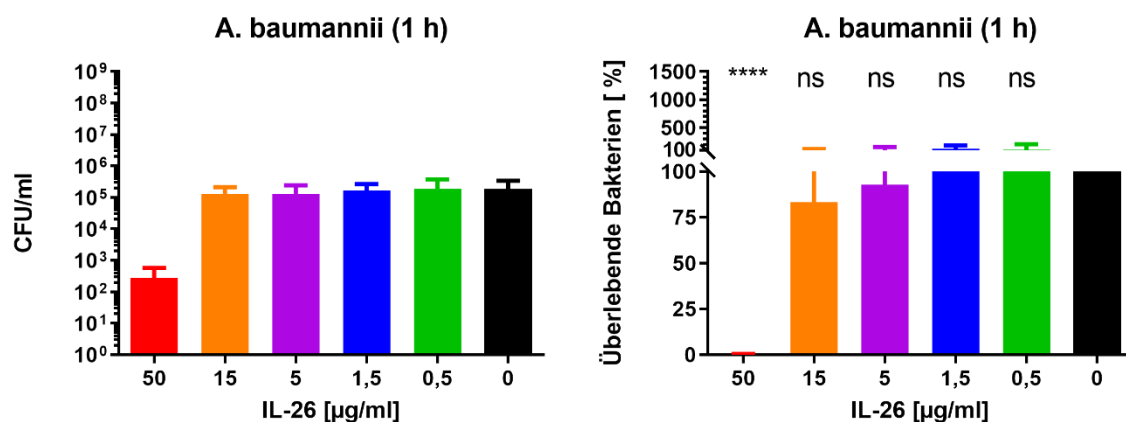 A. baumannii (1 h)
CFU/ml
10⁹
10⁸
10⁷
10⁶
10⁵
10⁴
10³
10²
10¹
10⁰
50 15 5 1,5 0,5 0
IL-26 [µg/ml]
A. baumannii (1 h)
Überlebende Bakterien [ %]
**** ns ns ns ns
1500
1000
500
100
100
75
50
25
0
50 15 5 1,5 0,5 0
IL-26 [µg/ml]